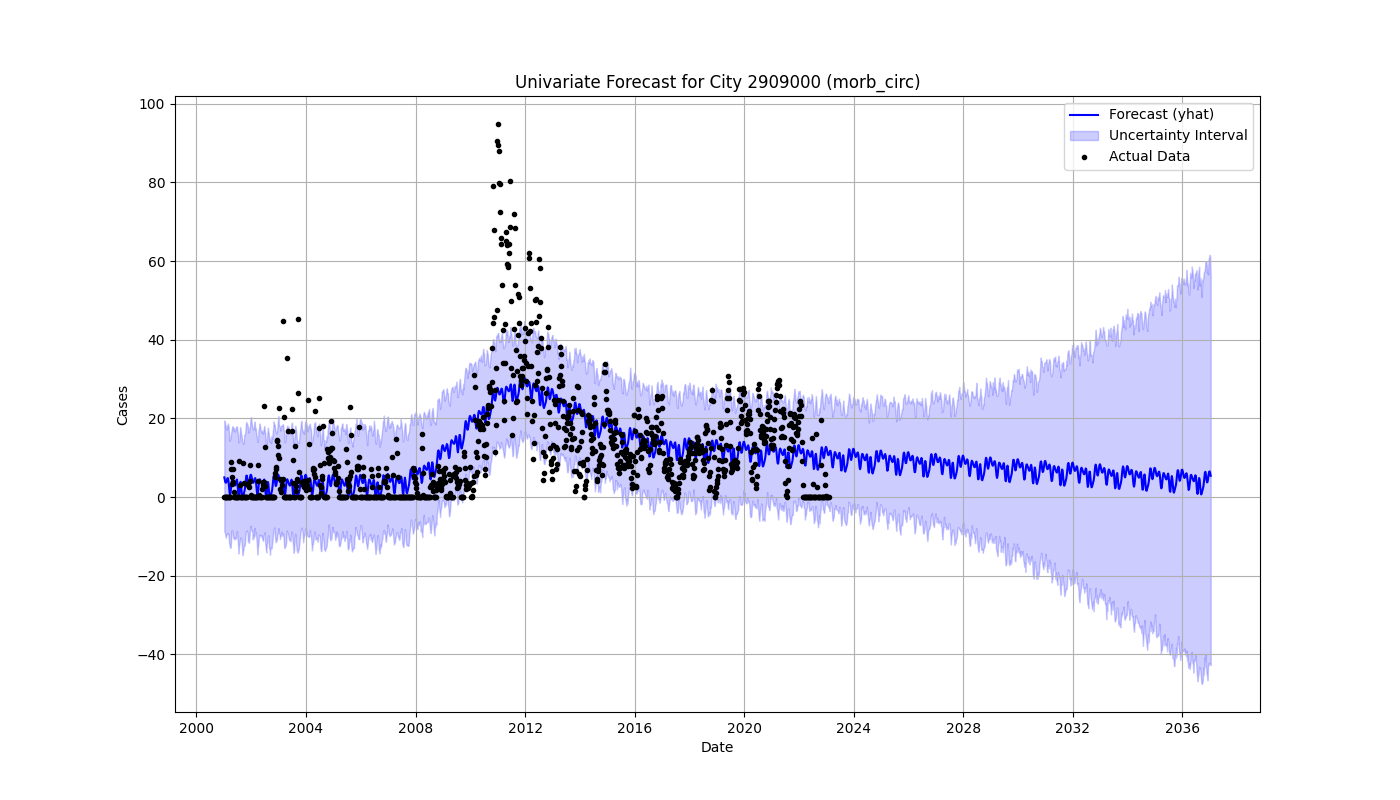 Univariate Forecast for City 2909000 (morb_circ)
Forecast (yhat)
Uncertainty Interval
Actual Data
Cases
100
80
60
40
20
0
−20
−40
2000 2004 2008 2012 2016 2020 2024 2028 2032 2036
Date